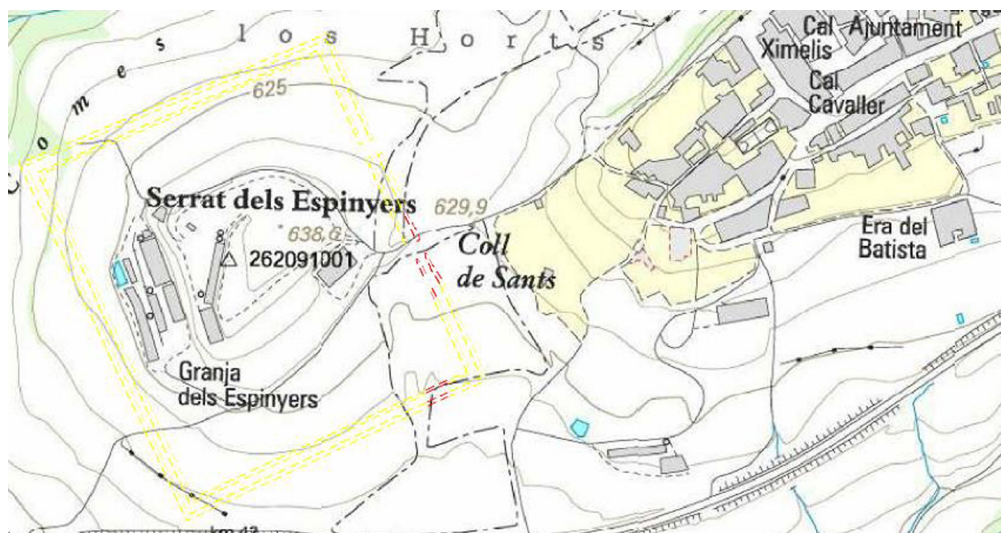 los Horts
Comes
Cal Ajuntament
Ximelis
Cal
Cavaller
625
Serrat dels Espinyers
629,9
638,9
262091001
Coll
de Sants
Era del
Batista
Granja
dels Espinyers